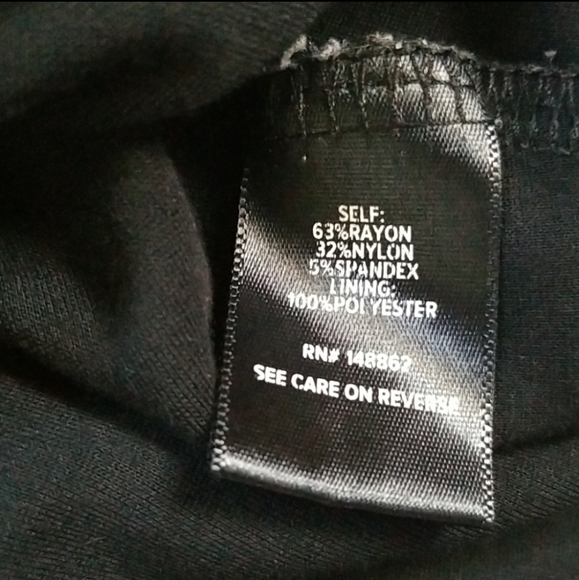 SELF:
63%RAYON
32%NYLON
5%SPANDEX
LINING:
100%POLYESTER
RN# 148862
SEE CARE ON REVERSE